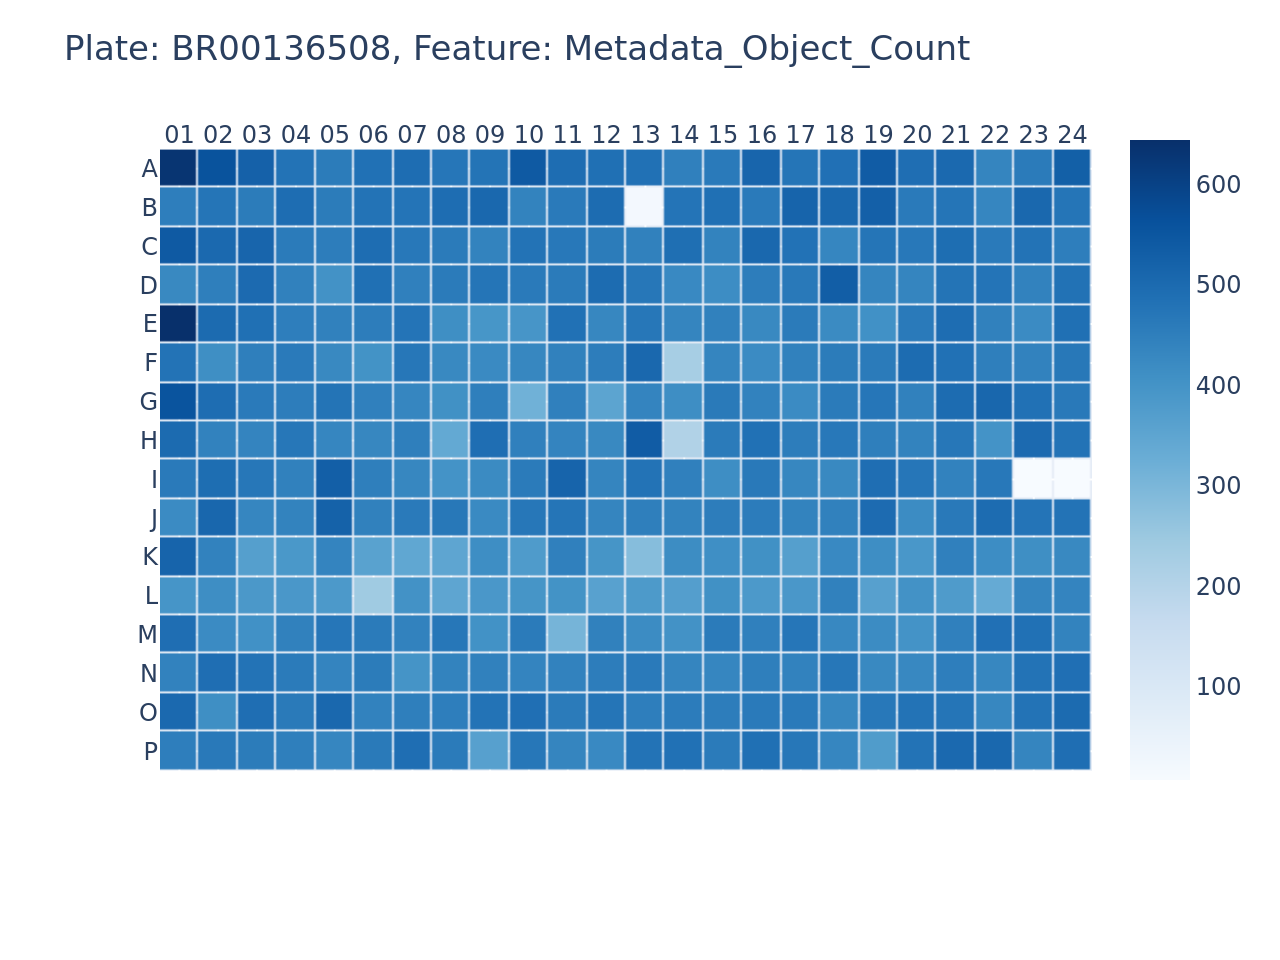 Plate: BR00136508, Feature: Metadata_Object_Count
01 02 03 04 05 06 07 08 09 10 11 12 13 14 15 16 17 18 19 20 21 22 23 24
A
B
C
D
E
F
G
H
I
J
K
L
M
N
O
P
600
500
400
300
200
100